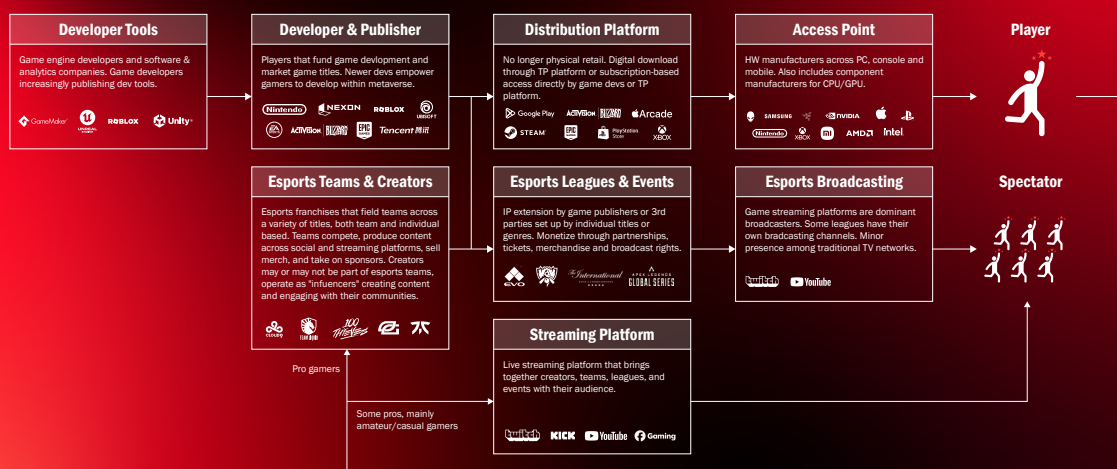 Developer Tools
Game engine developers and software &
analytics companies. Game developers
increasingly publishing dev tools.
GameMaker
UNREAL
ROBLOX
Unity
Developer & Publisher
Players that fund game devlopment and
market game titles. Newer devs empower
gamers to develop within metaverse.
Nintendo
NEXON
ROBLOX
UBISOFT
EA
ACTIVISION BLIZZARD
EPIC GAMES
Tencent 腾讯
Distribution Platform
No longer physical retail. Digital download
through TP platform or subscription-based
access directly by game devs or TP
platform.
Google Play
ACTIVISION BLIZZARD
Arcade
STEAM
EPIC GAMES
PlayStation Store
XBOX
Access Point
HW manufacturers across PC, console and
mobile. Also includes component
manufacturers for CPU/GPU.
SAMSUNG
NVIDIA
Nintendo
XBOX
mi
AMD
intel.
Player
Esports Teams & Creators
Esports franchises that field teams across
a variety of titles, both team and individual
based. Teams compete, produce content
across social and streaming platforms, sell
merch, and take on sponsors. Creators
may or may not be part of esports teams,
operate as "infuencers" creating content
and engaging with their communities.
CLOUD9
TEAM liquid
100 THIEVES
Esports Leagues & Events
IP extension by game publishers or 3rd
parties set up by individual titles or
genres. Monetize through partnerships,
tickets, merchandise and broadcast rights.
EVO
The International
APEX LEGENDS
GLOBAL SERIES
Esports Broadcasting
Game streaming platforms are dominant
broadcasters. Some leagues have their
own bradcasting channels. Minor
presence among traditional TV networks.
twitch
YouTube
Spectator
Streaming Platform
Live streaming platform that brings
together creators, teams, leagues, and
events with their audience.
twitch
KICK
YouTube
Gaming
Pro gamers
Some pros, mainly
amateur/casual gamers